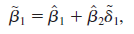 β̃₁ = β̂₁ + β̂₂δ̃₁,